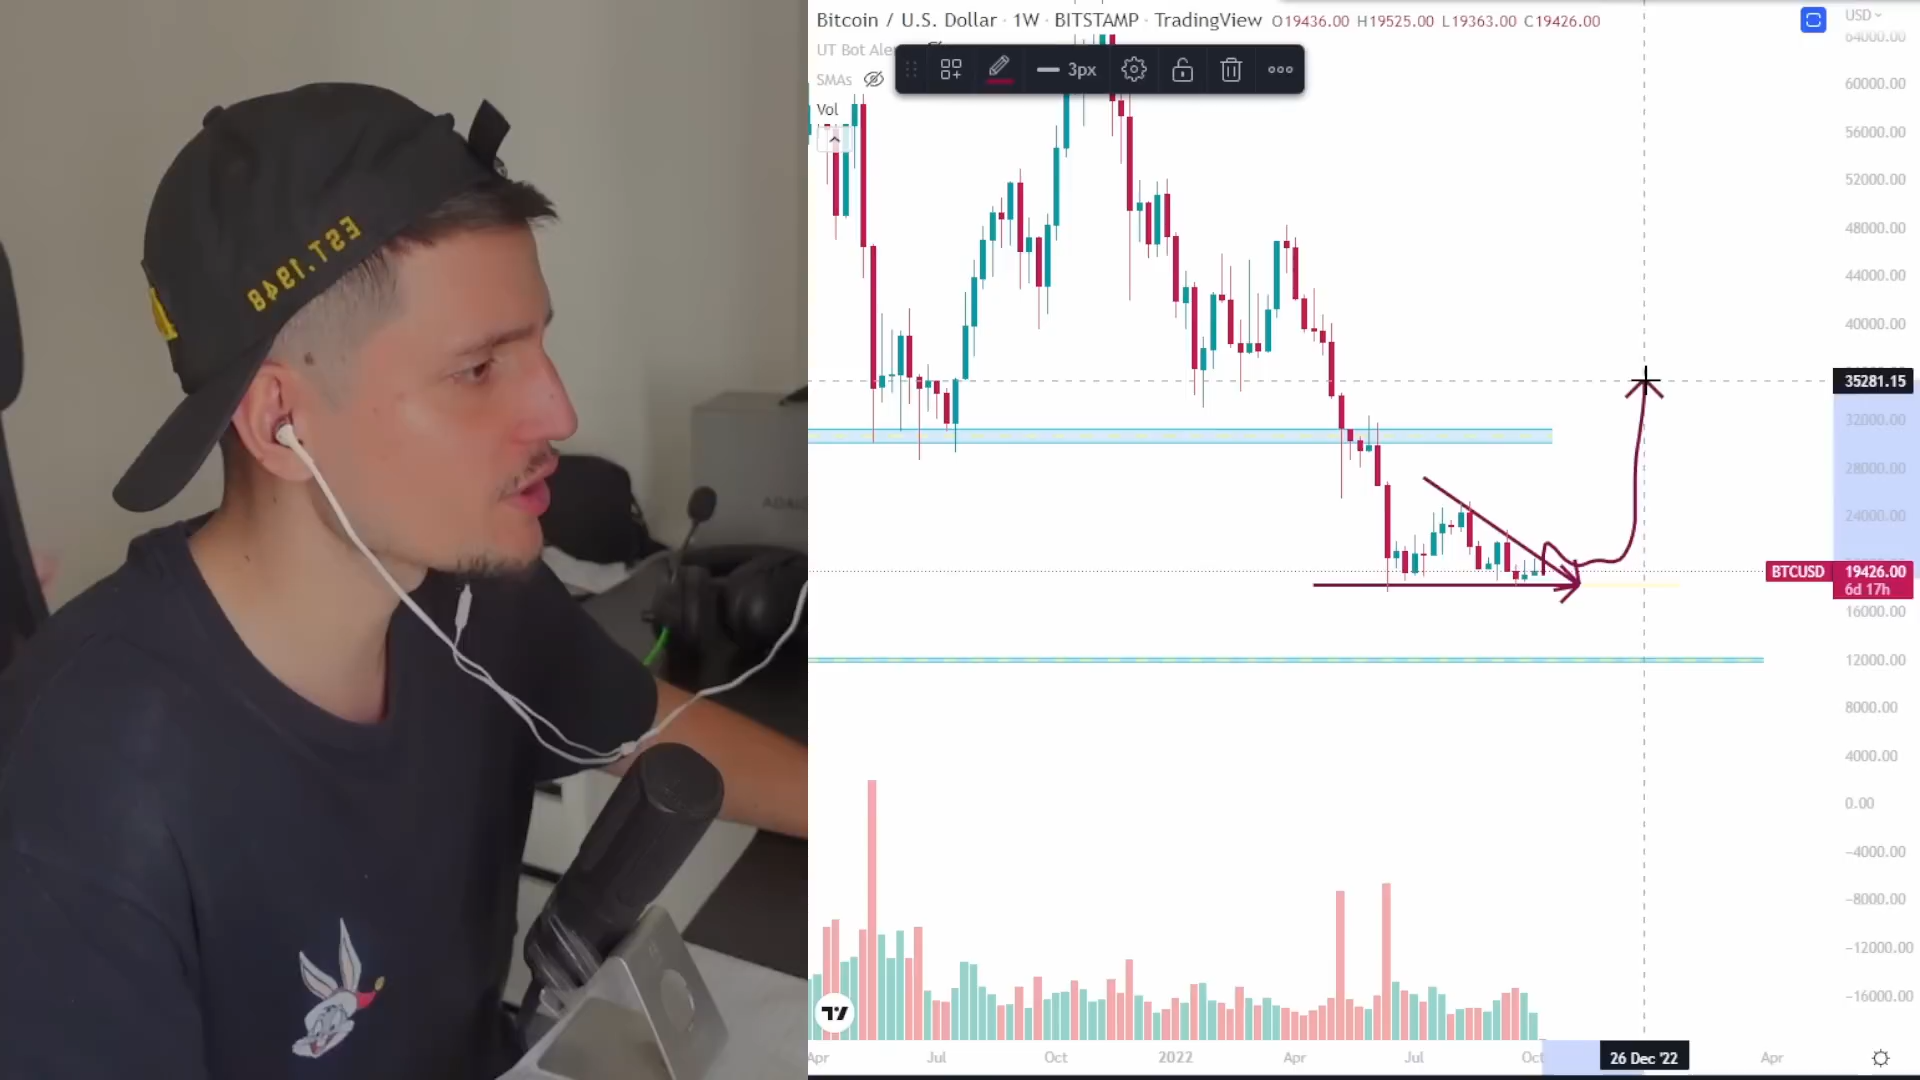 Bitcoin / U.S. Dollar · 1W · BITSTAMP · TradingView O19436.00 H19525.00 L19363.00 C19426.00
USD
UT Bot Ale
64000.00
3px
SMAs
60000.00
Vol
56000.00
52000.00
48000.00
44000.00
40000.00
35281.15
32000.00
28000.00
24000.00
BTCUSD 19426.00
6d 17h
16000.00
12000.00
8000.00
4000.00
0.00
−4000.00
−8000.00
−12000.00
−16000.00
Apr Jul Oct 2022 Apr Jul Oct 26 Dec '22 Apr
EST.1948